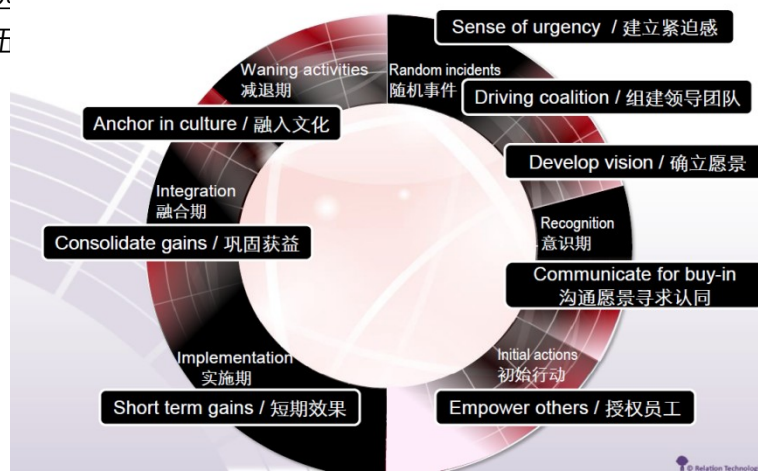 Sense of urgency / 建立紧迫感
Waning activities
减退期
Random incidents
随机事件
Driving coalition / 组建领导团队
Anchor in culture / 融入文化
Develop vision / 确立愿景
Integration
融合期
Recognition
意识期
Consolidate gains / 巩固获益
Communicate for buy-in
沟通愿景寻求认同
Implementation
实施期
Initial actions
初始行动
Short term gains / 短期效果
Empower others / 授权员工
© Relation Technology